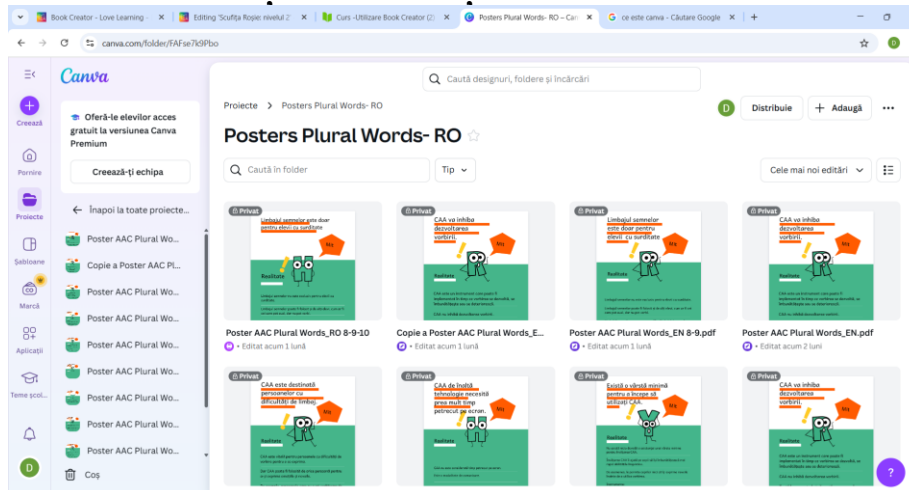 Book Creator - Love Learning -
Editing 'Scufița Roșie: nivelul 2'
Curs -Utilizare Book Creator (2)
Posters Plural Words- RO – Can
ce este canva - Căutare Google
canva.com/folder/FAFse7k9Pbo
Canva
Caută designuri, foldere și încărcări
Creează
Pornire
Proiecte
Șabloane
Marcă
Aplicații
Teme școl...
D
Oferă-le elevilor acces
gratuit la versiunea Canva
Premium
Creează-ți echipa
Înapoi la toate proiecte...
Poster AAC Plural Wo...
Copie a Poster AAC Pl...
Poster AAC Plural Wo...
Poster AAC Plural Wo...
Poster AAC Plural Wo...
Poster AAC Plural Wo...
Poster AAC Plural Wo...
Poster AAC Plural Wo...
Poster AAC Plural Wo...
Coș
Proiecte > Posters Plural Words- RO
D
Distribuie
+ Adaugă
Posters Plural Words- RO
Caută în folder
Tip
Cele mai noi editări
Privat
Limbajul semnelor este doar
pentru elevii cu surditate
Realitate
Poster AAC Plural Words_RO 8-9-10
• Editat acum 1 lună
Privat
CAA va inhiba
dezvoltarea
vorbirii.
Realitate
Copie a Poster AAC Plural Words_E...
• Editat acum 1 lună
Privat
Limbajul semnelor
este doar pentru
elevii cu surditate
Realitate
Poster AAC Plural Words_EN 8-9.pdf
• Editat acum 1 lună
Privat
CAA va inhiba
dezvoltarea
vorbirii.
Realitate
Poster AAC Plural Words_EN.pdf
• Editat acum 2 luni
Privat
CAA este destinată
persoanelor cu
dificultăți de limbaj.
Realitate
Privat
CAA de înaltă
tehnologie necesită
prea mult timp
petrecut pe ecran.
Realitate
Privat
Există o vârstă minimă
pentru a începe să
utilizați CAA.
Realitate
Privat
CAA va inhiba
dezvoltarea
vorbirii.
Realitate
?